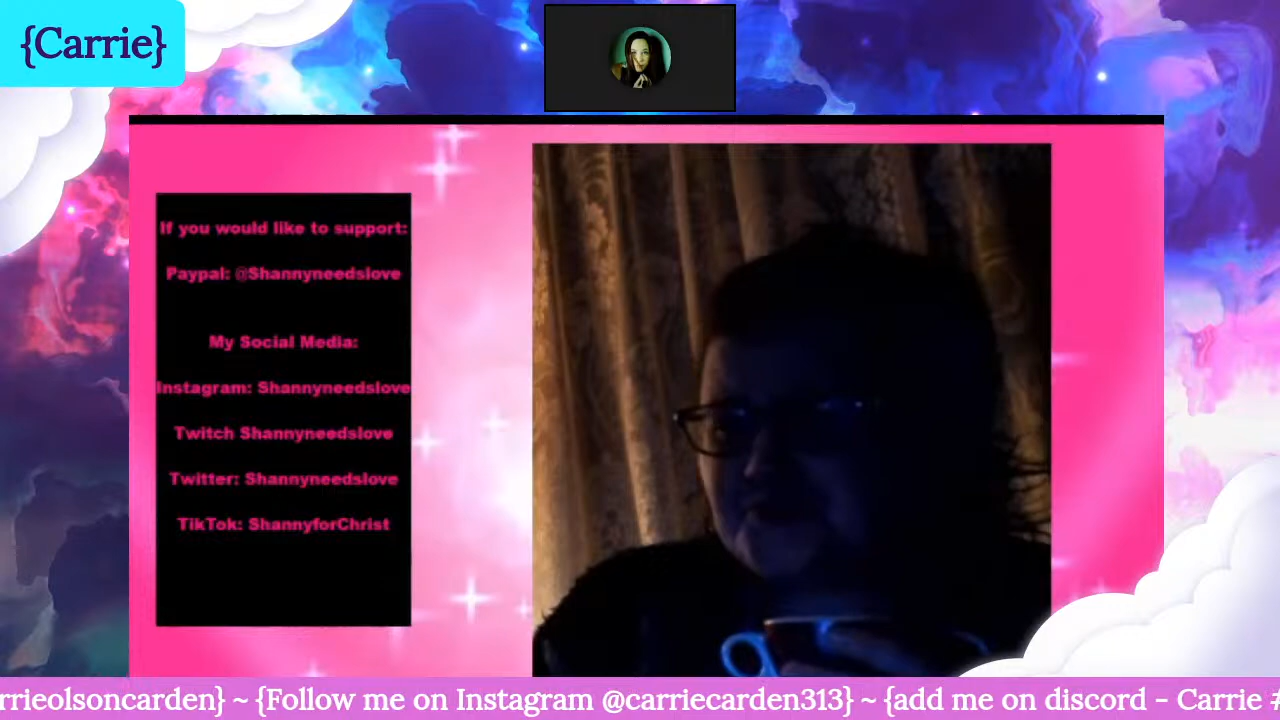 {Carrie}
If you would like to support:
Paypal: @Shannyneedslove
My Social Media:
Instagram: Shannyneedslove
Twitch Shannyneedslove
Twitter: Shannyneedslove
TikTok: ShannyforChrist
rrieolsoncarden} ~ {Follow me on Instagram @carriecarden313} ~ {add me on discord - Carrie #